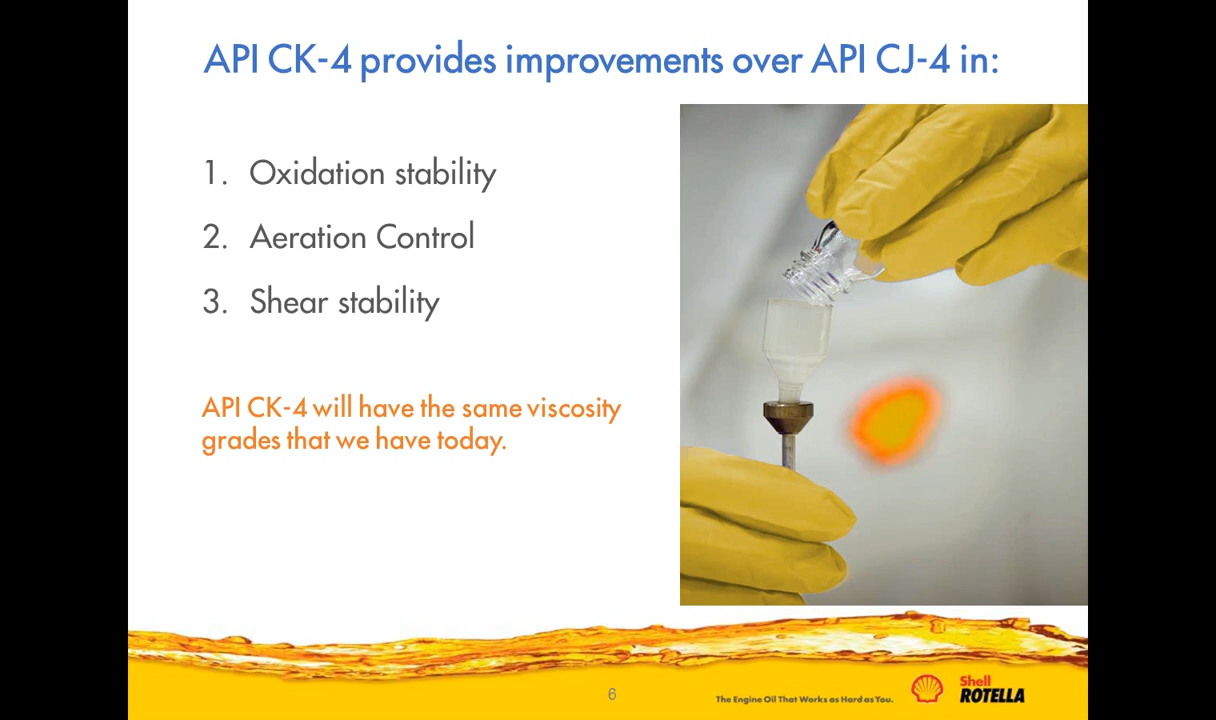 API CK-4 provides improvements over API CJ-4 in:
1. Oxidation stability
2. Aeration Control
3. Shear stability
API CK-4 will have the same viscosity
grades that we have today.
6
The Engine Oil That Works as Hard as You.
Shell
ROTELLA